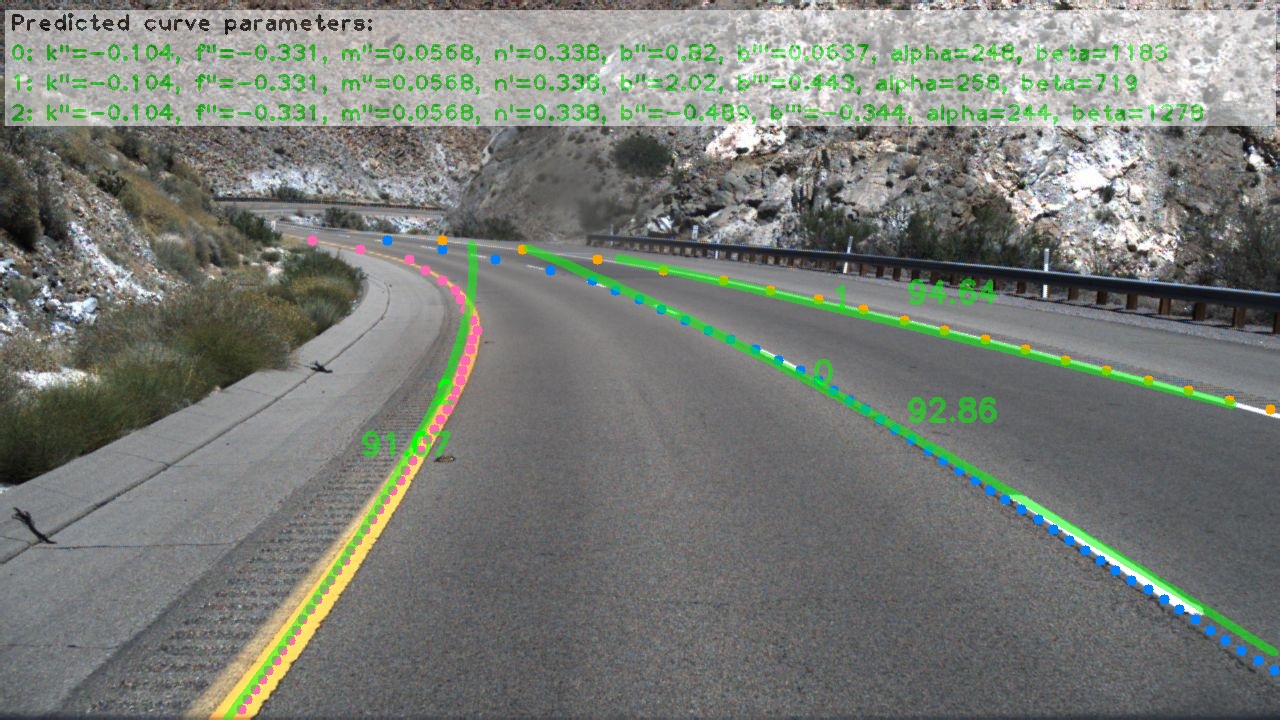 Predicted curve parameters:
0: k''=-0.104, f''=-0.331, m''=0.0568, n'=0.338, b''=0.82, b'''=0.0637, alpha=248, beta=1183
1: k''=-0.104, f''=-0.331, m''=0.0568, n'=0.338, b''=2.02, b'''=0.443, alpha=258, beta=719
2: k''=-0.104, f''=-0.331, m''=0.0568, n'=0.338, b''=-0.489, b'''=-0.344, alpha=244, beta=1278
1 94.64
0
92.86
91.07